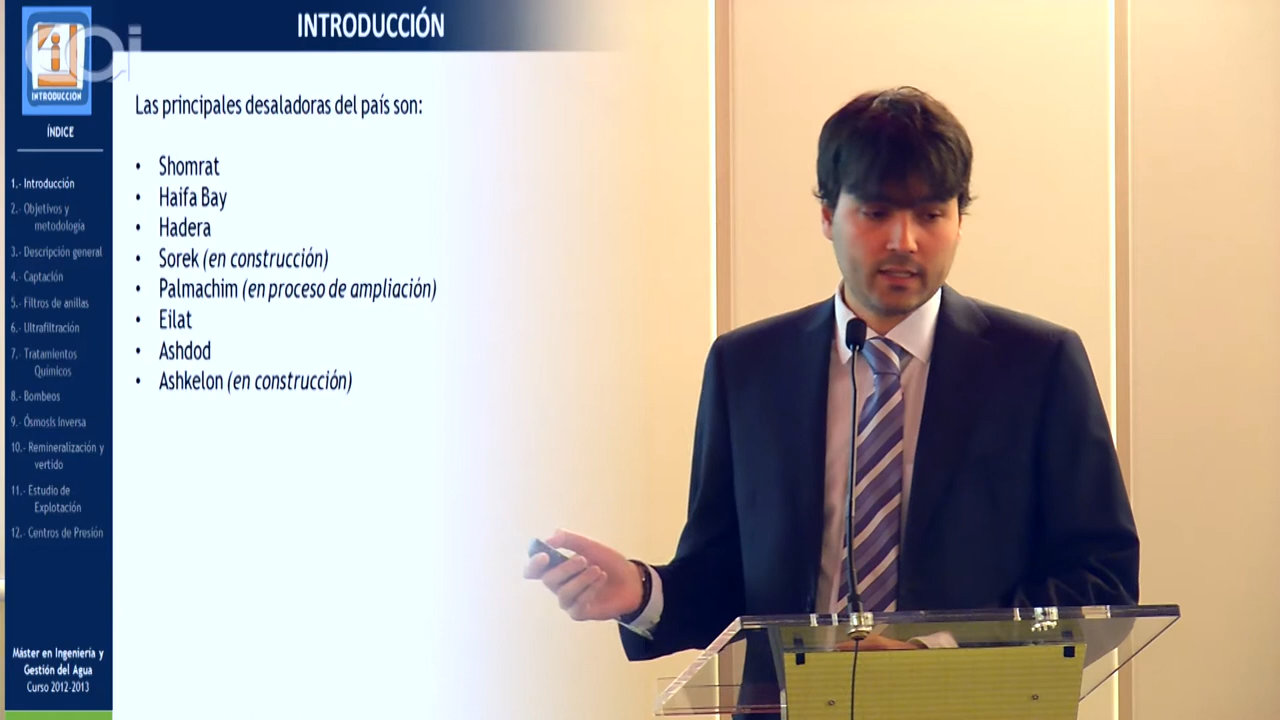 eoi
INTRODUCCIÓN
INTRODUCCIÓN
ÍNDICE
1.- Introducción
2.- Objetivos y
metodología
3.- Descripción general
4.- Captación
5.- Filtros de anillas
6.- Ultrafiltración
7.- Tratamientos
Químicos
8.- Bombeos
9.- Ósmosis Inversa
10.- Remineralización y
vertido
11.- Estudio de
Explotación
12.- Centros de Presión
Máster en Ingeniería y
Gestión del Agua
Curso 2012-2013
Las principales desaladoras del país son:
• Shomrat
• Haifa Bay
• Hadera
• Sorek (en construcción)
• Palmachim (en proceso de ampliación)
• Eilat
• Ashdod
• Ashkelon (en construcción)